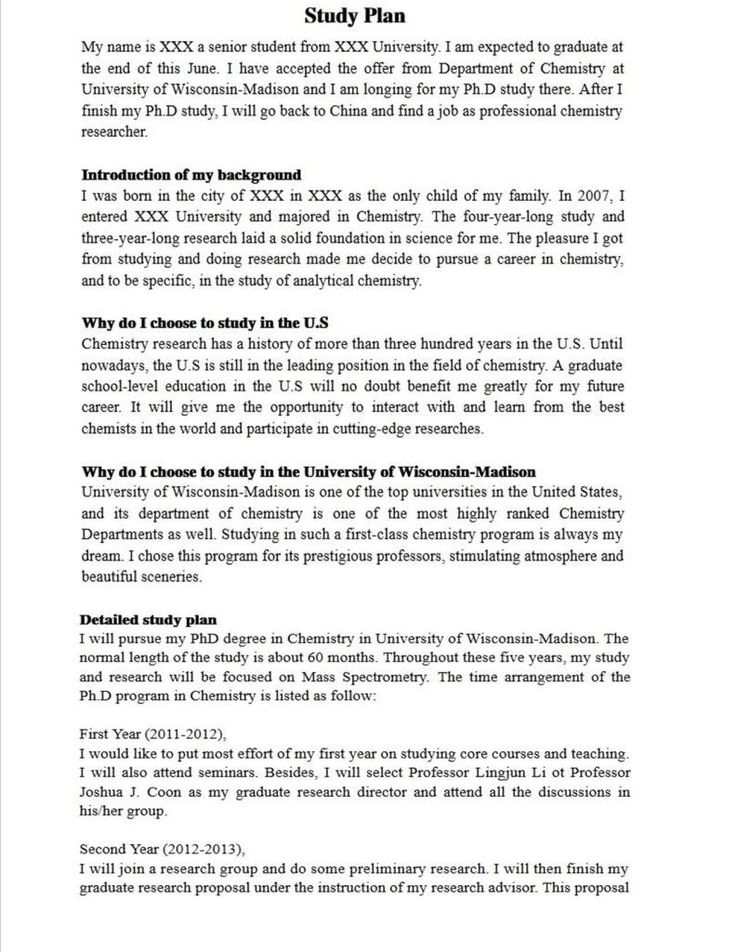 Study Plan
My name is XXX a senior student from XXX University. I am expected to graduate at
the end of this June. I have accepted the offer from Department of Chemistry at
University of Wisconsin-Madison and I am longing for my Ph.D study there. After I
finish my Ph.D study, I will go back to China and find a job as professional chemistry
researcher.
Introduction of my background
I was born in the city of XXX in XXX as the only child of my family. In 2007, I
entered XXX University and majored in Chemistry. The four-year-long study and
three-year-long research laid a solid foundation in science for me. The pleasure I got
from studying and doing research made me decide to pursue a career in chemistry,
and to be specific, in the study of analytical chemistry.
Why do I choose to study in the U.S
Chemistry research has a history of more than three hundred years in the U.S. Until
nowadays, the U.S is still in the leading position in the field of chemistry. A graduate
school-level education in the U.S will no doubt benefit me greatly for my future
career. It will give me the opportunity to interact with and learn from the best
chemists in the world and participate in cutting-edge researches.
Why do I choose to study in the University of Wisconsin-Madison
University of Wisconsin-Madison is one of the top universities in the United States,
and its department of chemistry is one of the most highly ranked Chemistry
Departments as well. Studying in such a first-class chemistry program is always my
dream. I chose this program for its prestigious professors, stimulating atmosphere and
beautiful sceneries.
Detailed study plan
I will pursue my PhD degree in Chemistry in University of Wisconsin-Madison. The
normal length of the study is about 60 months. Throughout these five years, my study
and research will be focused on Mass Spectrometry. The time arrangement of the
Ph.D program in Chemistry is listed as follow:
First Year (2011-2012),
I would like to put most effort of my first year on studying core courses and teaching.
I will also attend seminars. Besides, I will select Professor Lingjun Li ot Professor
Joshua J. Coon as my graduate research director and attend all the discussions in
his/her group.
Second Year (2012-2013),
I will join a research group and do some preliminary research. I will then finish my
graduate research proposal under the instruction of my research advisor. This proposal